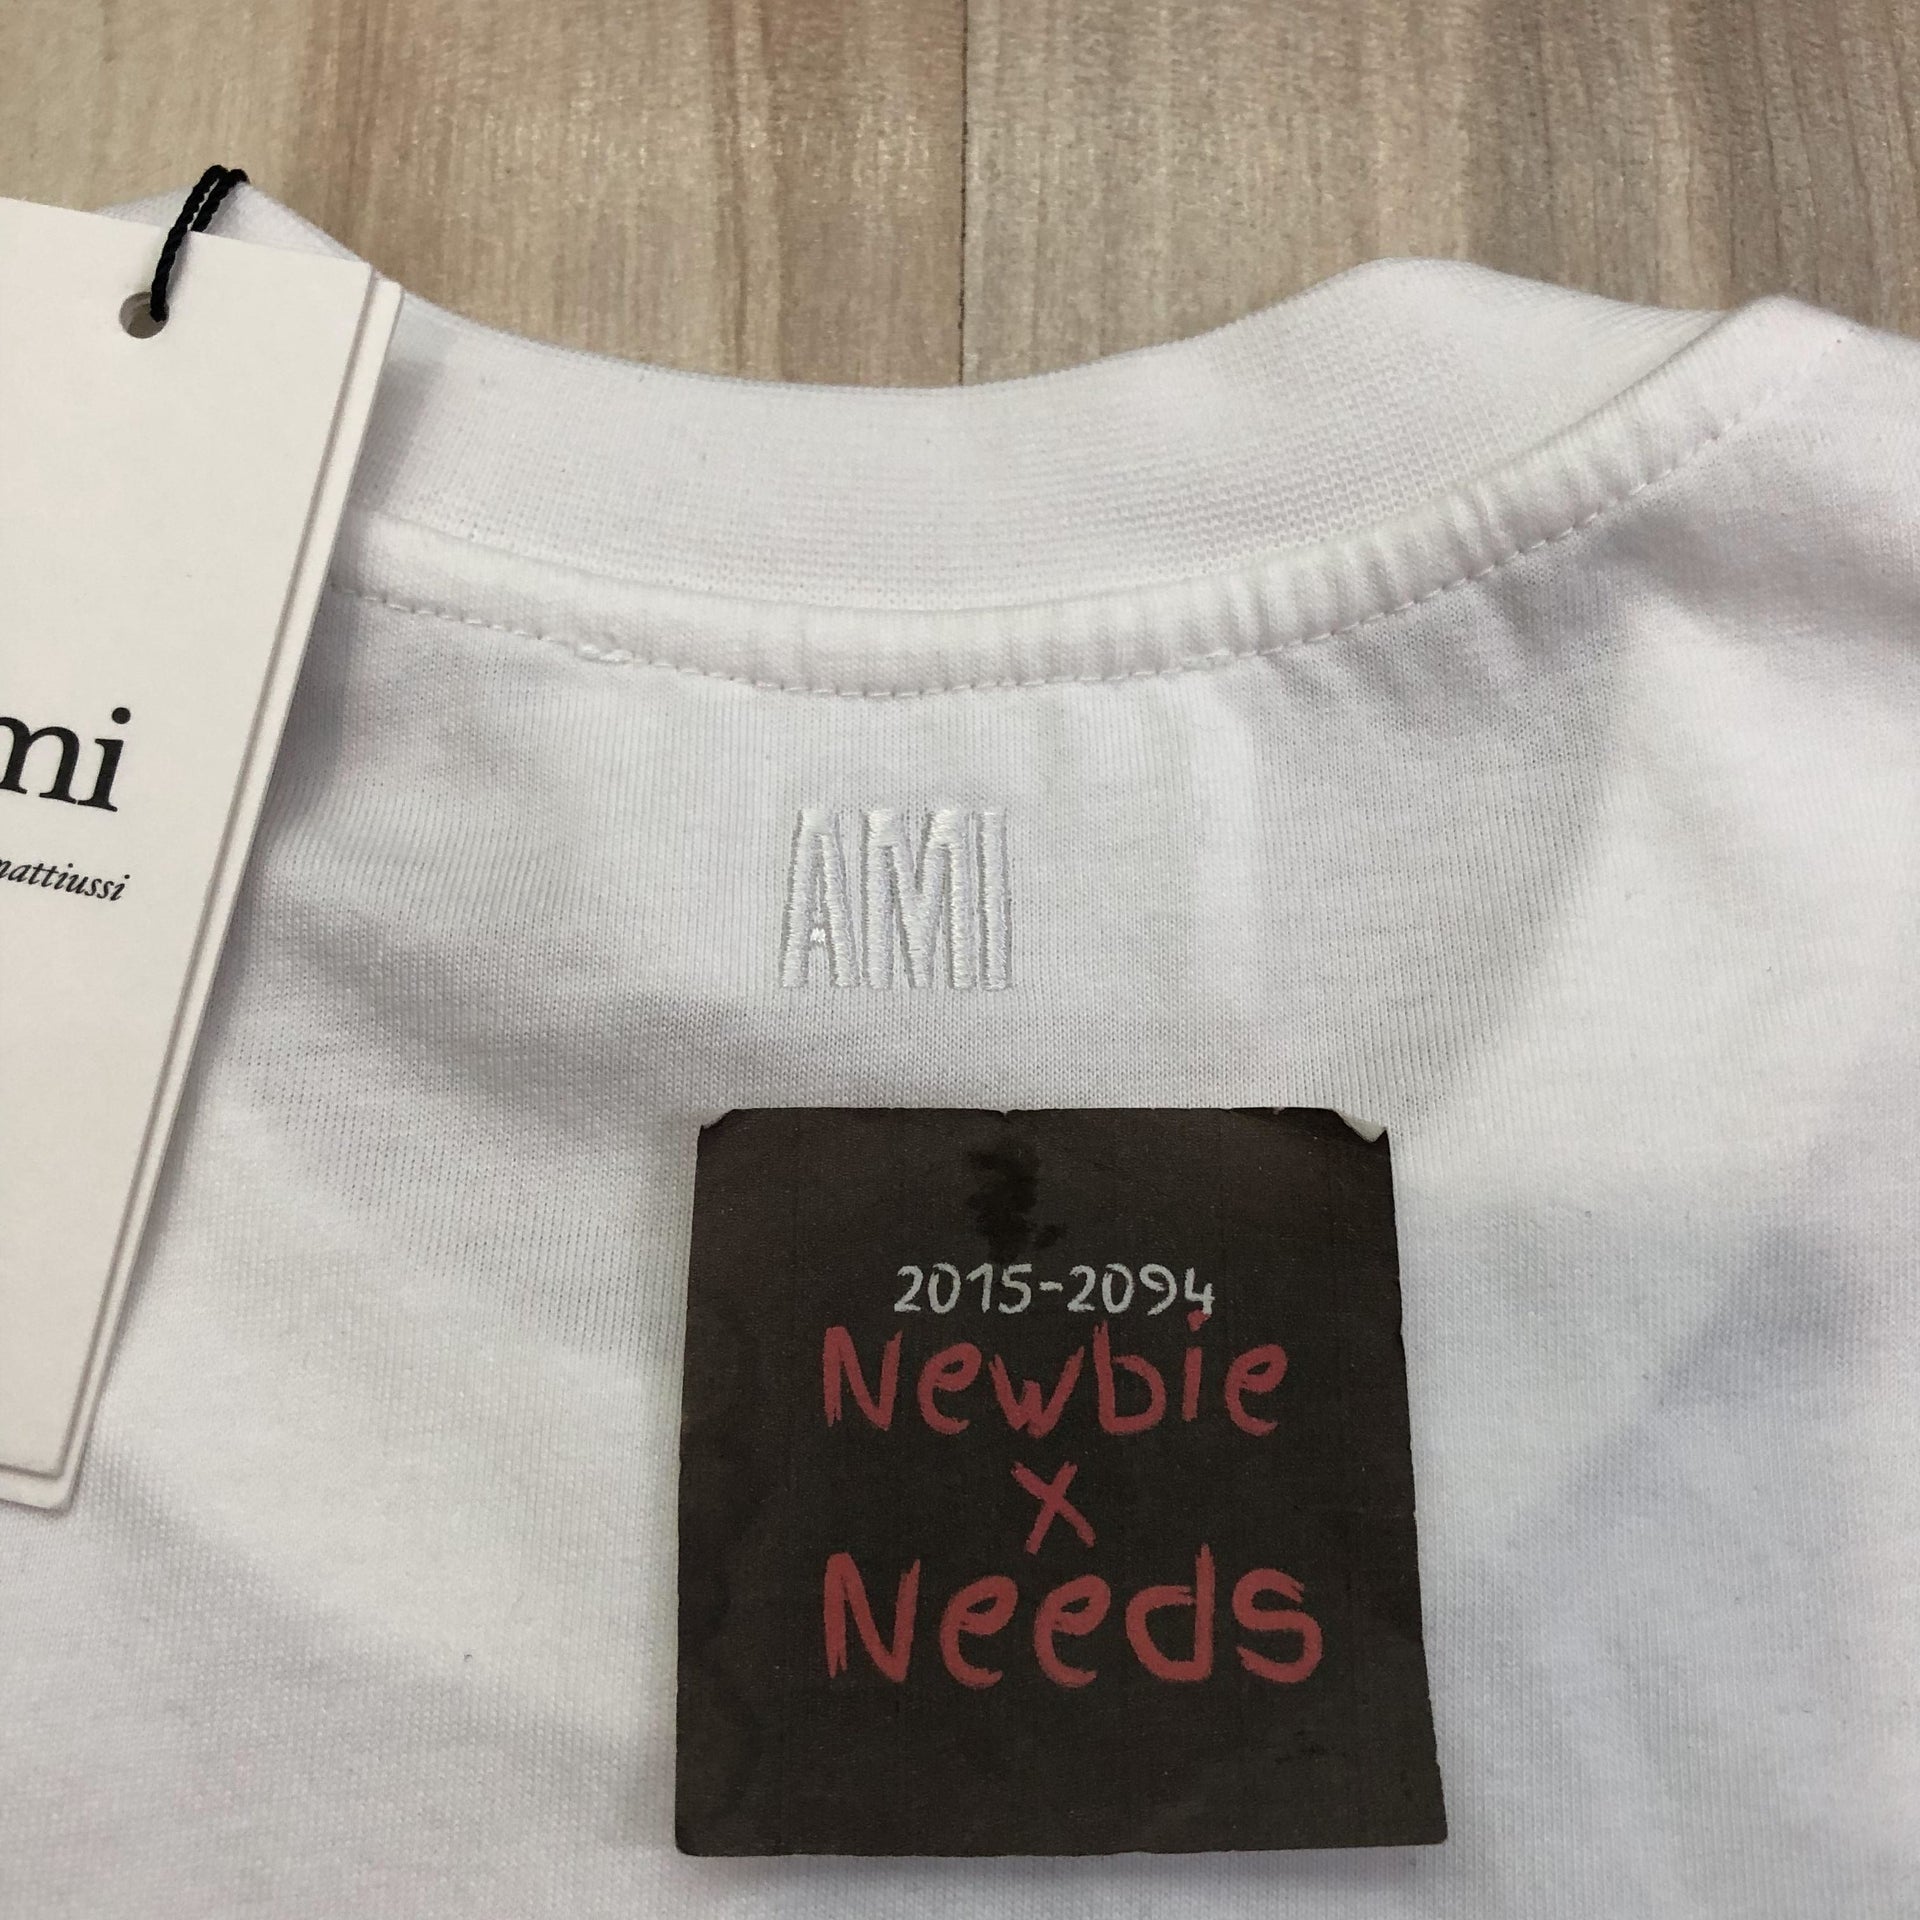 mi
mattiussi
AMI
2015-2094
Newbie
x
Needs